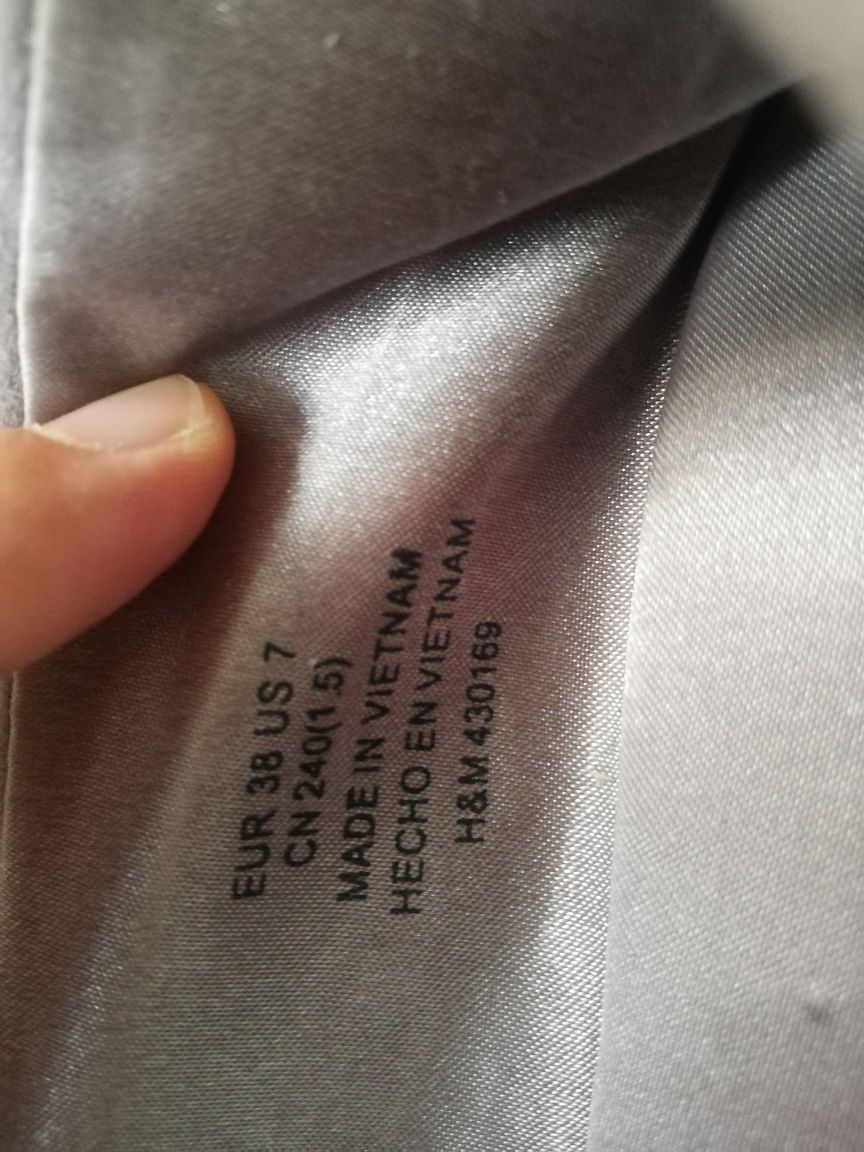 EUR 38 US 7
CN 240(1.5)
MADE IN VIETNAM
HECHO EN VIETNAM
H&M 430169